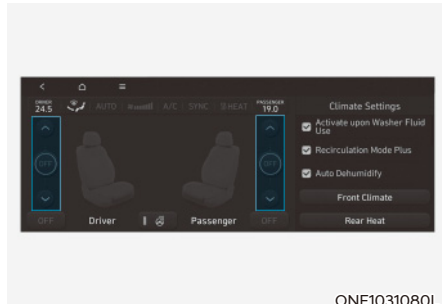 DRIVER
24.5
AUTO
A/C
SYNC
HEAT
PASSENGER
19.0
OFF
OFF
OFF
Driver
Passenger
OFF
Climate Settings
Activate upon Washer Fluid
Use
Recirculation Mode Plus
Auto Dehumidify
Front Climate
Rear Heat
ONE1031080L